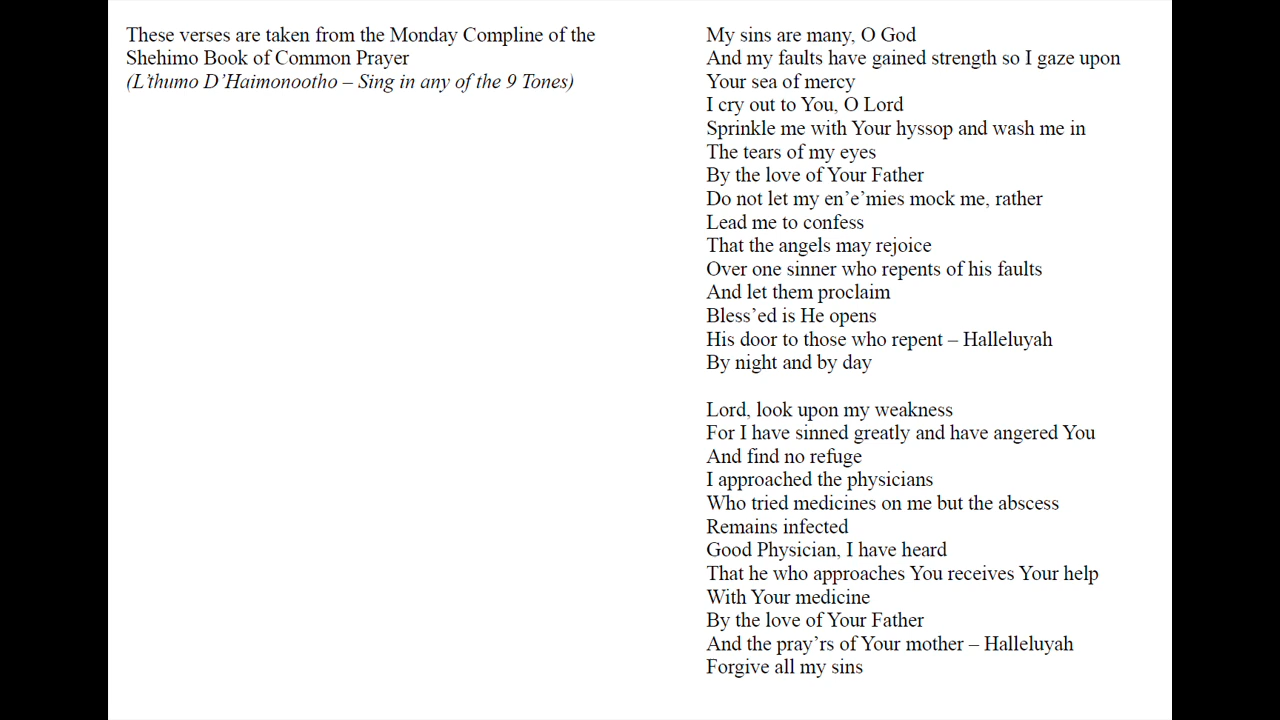 These verses are taken from the Monday Compline of the
Shehimo Book of Common Prayer
(L'thumo D'Haimonootho – Sing in any of the 9 Tones)
My sins are many, O God
And my faults have gained strength so I gaze upon
Your sea of mercy
I cry out to You, O Lord
Sprinkle me with Your hyssop and wash me in
The tears of my eyes
By the love of Your Father
Do not let my en’e’mies mock me, rather
Lead me to confess
That the angels may rejoice
Over one sinner who repents of his faults
And let them proclaim
Bless’ed is He opens
His door to those who repent – Halleluyah
By night and by day

Lord, look upon my weakness
For I have sinned greatly and have angered You
And find no refuge
I approached the physicians
Who tried medicines on me but the abscess
Remains infected
Good Physician, I have heard
That he who approaches You receives Your help
With Your medicine
By the love of Your Father
And the pray’rs of Your mother – Halleluyah
Forgive all my sins